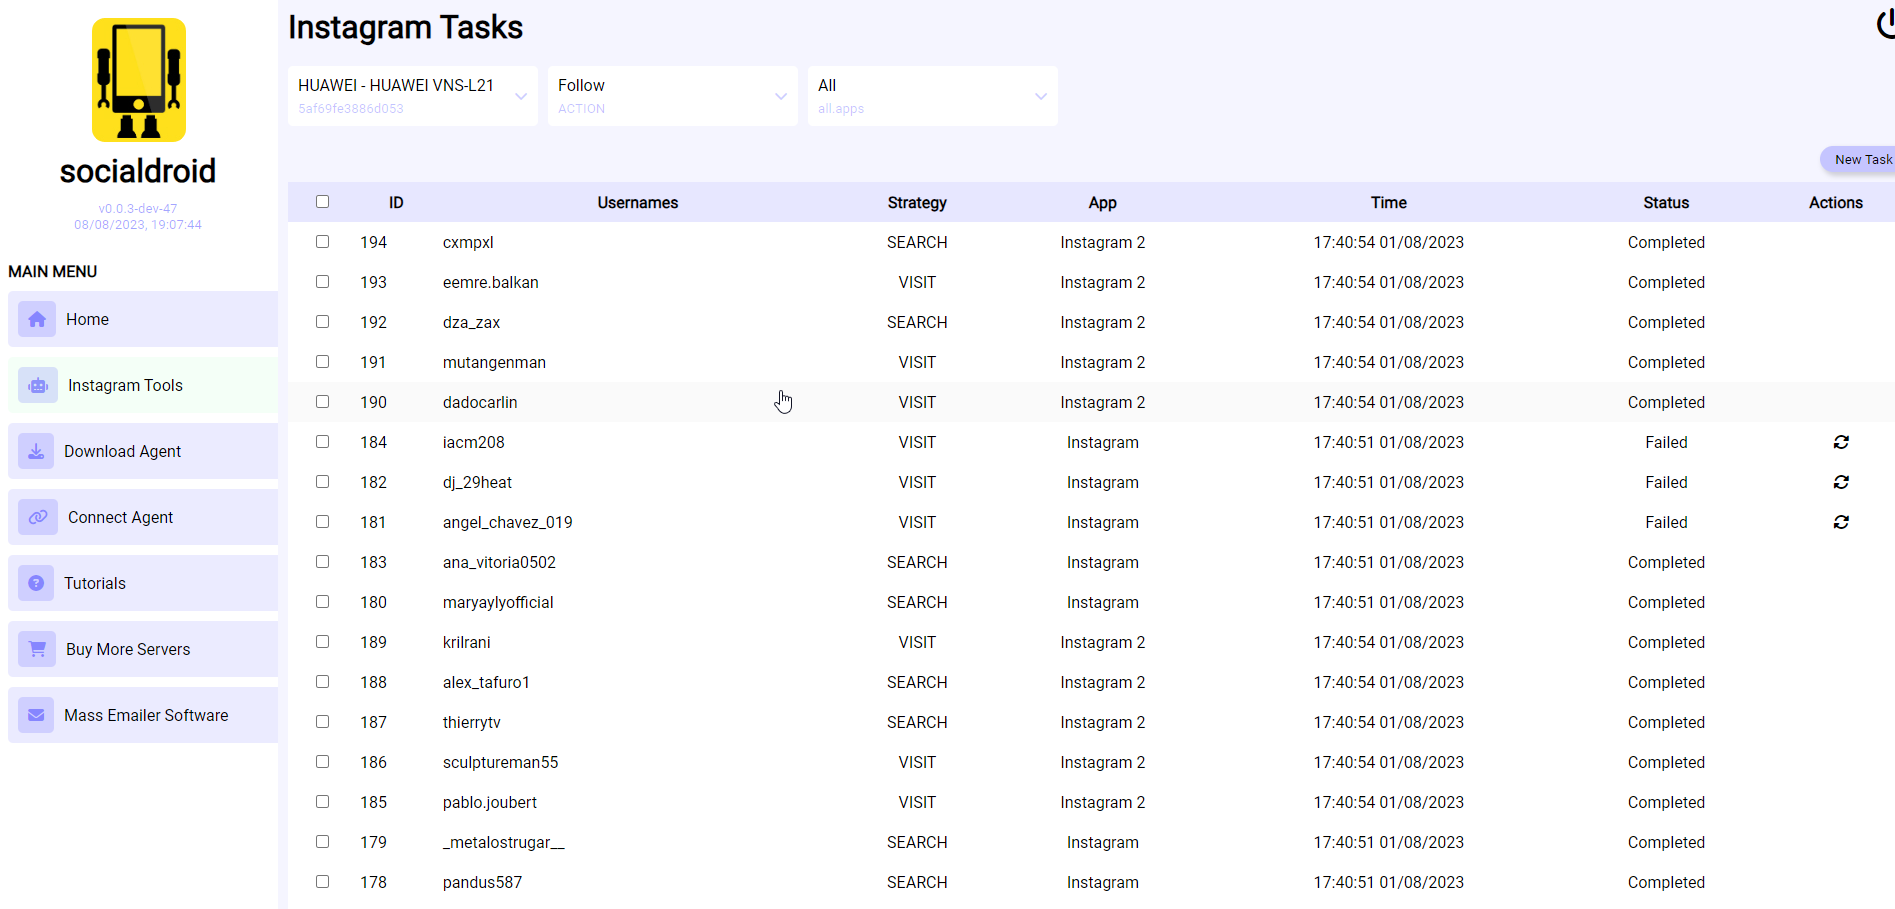 socialdroid
v0.0.3-dev-47
08/08/2023, 19:07:44
MAIN MENU
Home
Instagram Tools
Download Agent
Connect Agent
Tutorials
Buy More Servers
Mass Emailer Software
Instagram Tasks
HUAWEI - HUAWEI VNS-L21
5af69fe3886d053
Follow
ACTION
All
all.apps
New Task
ID Usernames Strategy App Time Status Actions
194 cxmpxl SEARCH Instagram 2 17:40:54 01/08/2023 Completed
193 eemre.balkan VISIT Instagram 2 17:40:54 01/08/2023 Completed
192 dza_zax SEARCH Instagram 2 17:40:54 01/08/2023 Completed
191 mutangenman VISIT Instagram 2 17:40:54 01/08/2023 Completed
190 dadocarlin VISIT Instagram 2 17:40:54 01/08/2023 Completed
184 iacm208 VISIT Instagram 17:40:51 01/08/2023 Failed
182 dj_29heat VISIT Instagram 17:40:51 01/08/2023 Failed
181 angel_chavez_019 VISIT Instagram 17:40:51 01/08/2023 Failed
183 ana_vitoria0502 SEARCH Instagram 17:40:51 01/08/2023 Completed
180 maryaylyofficial SEARCH Instagram 17:40:51 01/08/2023 Completed
189 krilrani VISIT Instagram 2 17:40:54 01/08/2023 Completed
188 alex_tafuro1 SEARCH Instagram 2 17:40:54 01/08/2023 Completed
187 thierrytv SEARCH Instagram 2 17:40:54 01/08/2023 Completed
186 sculptureman55 VISIT Instagram 2 17:40:54 01/08/2023 Completed
185 pablo.joubert VISIT Instagram 2 17:40:54 01/08/2023 Completed
179 _metalostrugar__ SEARCH Instagram 17:40:51 01/08/2023 Completed
178 pandus587 SEARCH Instagram 17:40:51 01/08/2023 Completed